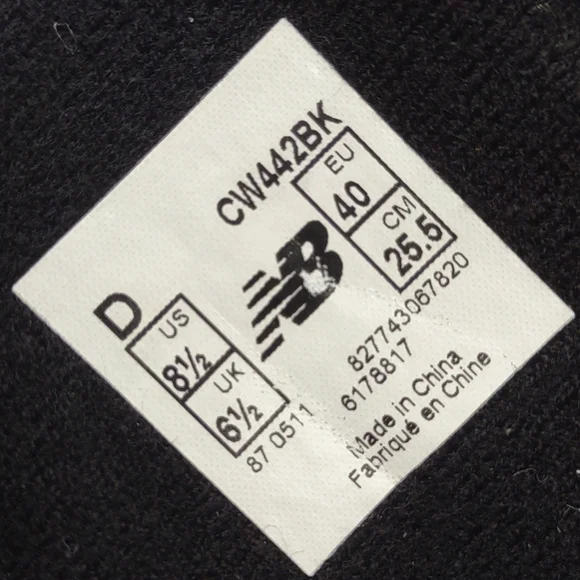 CW442BK
D
US
8½
UK
6½
EU
40
CM
25.5
NB
87 0511
827743067820
6178817
Made in China
Fabriqué en Chine